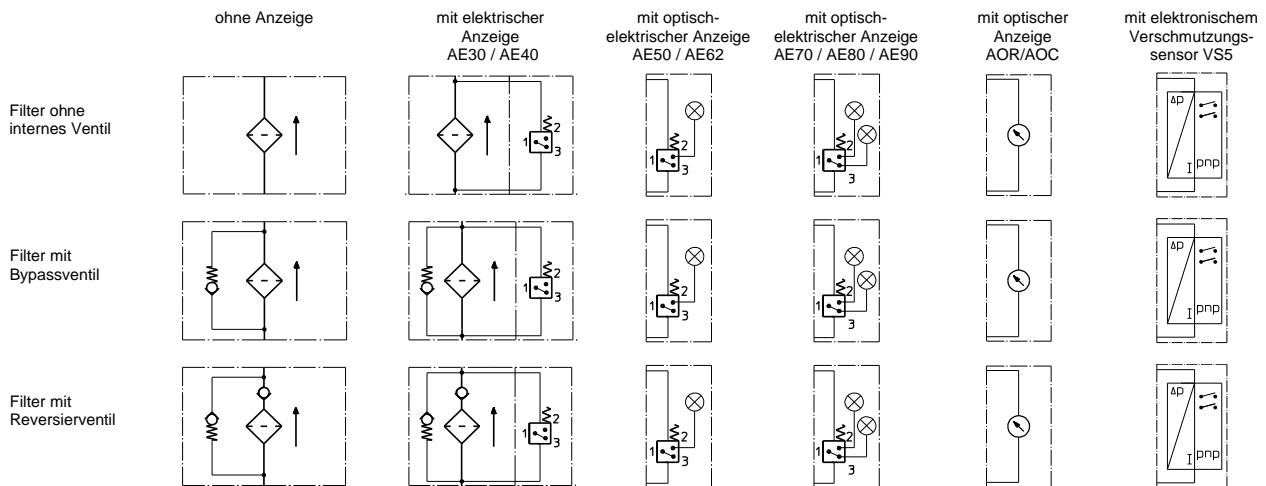 ohne Anzeige
mit elektrischer
Anzeige
AE30 / AE40
mit optisch-
elektrischer Anzeige
AE50 / AE62
mit optisch-
elektrischer Anzeige
AE70 / AE80 / AE90
mit optischer
Anzeige
AOR/AOC
mit elektronischem
Verschmutzungs-
sensor VS5
Filter ohne
internes Ventil
1 2 3
1 2 3
1 2 3
Δp
I pnp
Filter mit
Bypassventil
1 2 3
1 2 3
1 2 3
Δp
I pnp
Filter mit
Reversierventil
1 2 3
1 2 3
1 2 3
Δp
I pnp